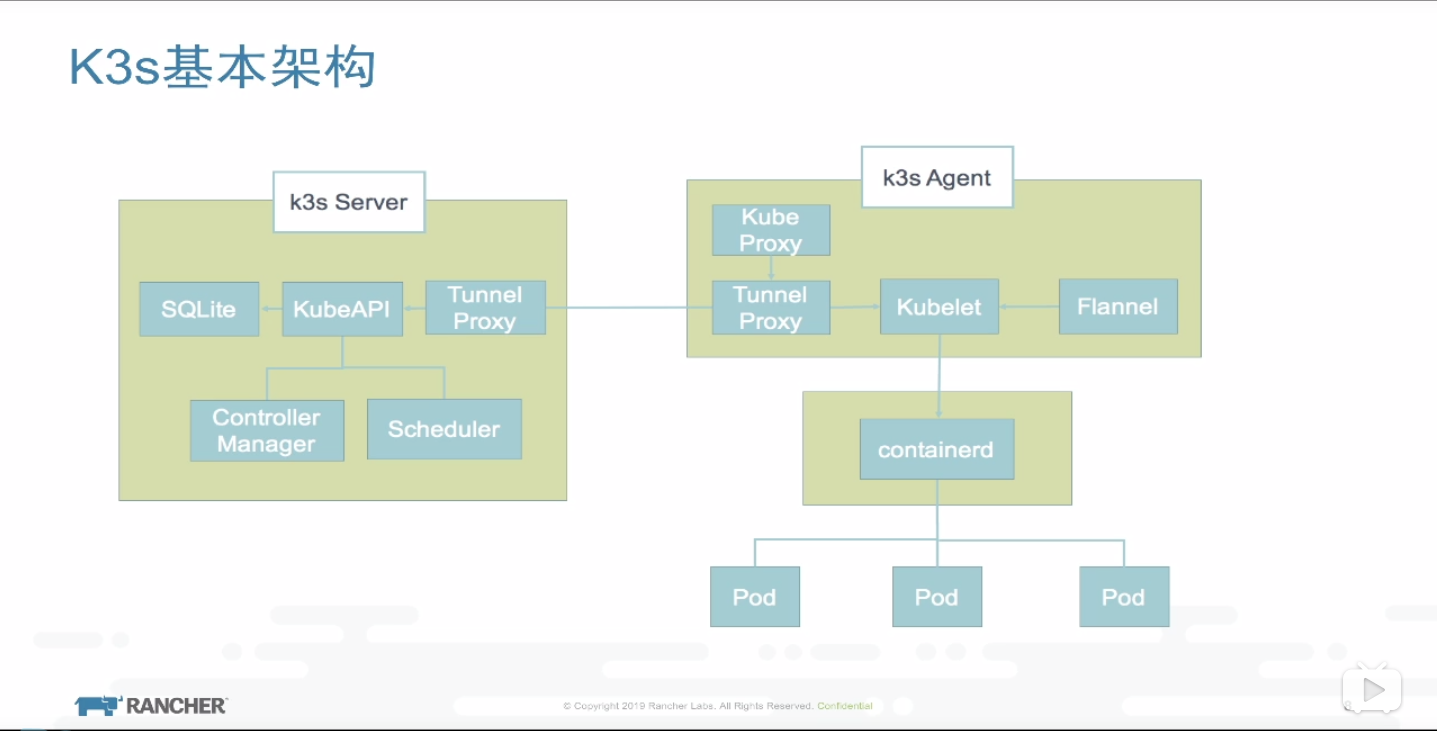 K3s基本架构
k3s Server
SQLite
KubeAPI
Tunnel
Proxy
Controller
Manager
Scheduler
k3s Agent
Kube
Proxy
Tunnel
Proxy
Kubelet
Flannel
containerd
Pod
Pod
Pod
RANCHER
© Copyright 2019 Rancher Labs. All Rights Reserved. Confidential